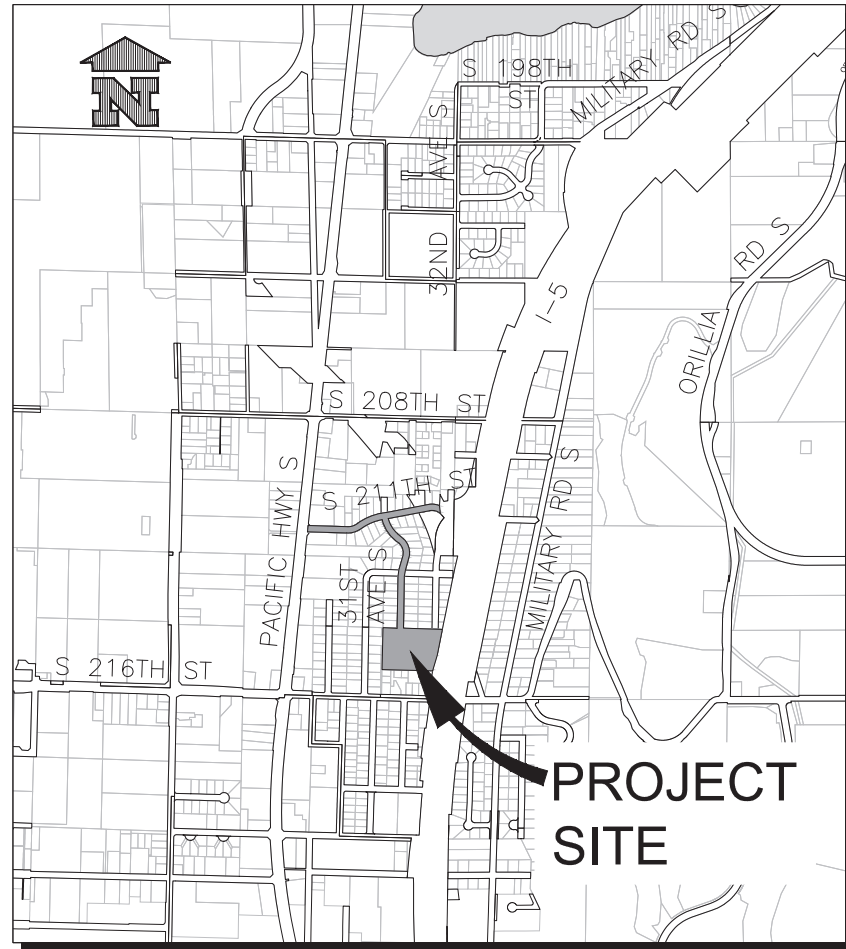 N
S 198TH
ST
MILITARY RD S
AVE S
32ND
I-5
RD S
ORILLIA
S 208TH ST
S 211TH ST
PACIFIC HWY S
31ST
AVE S
MILITARY RD S
S 216TH ST
PROJECT
SITE